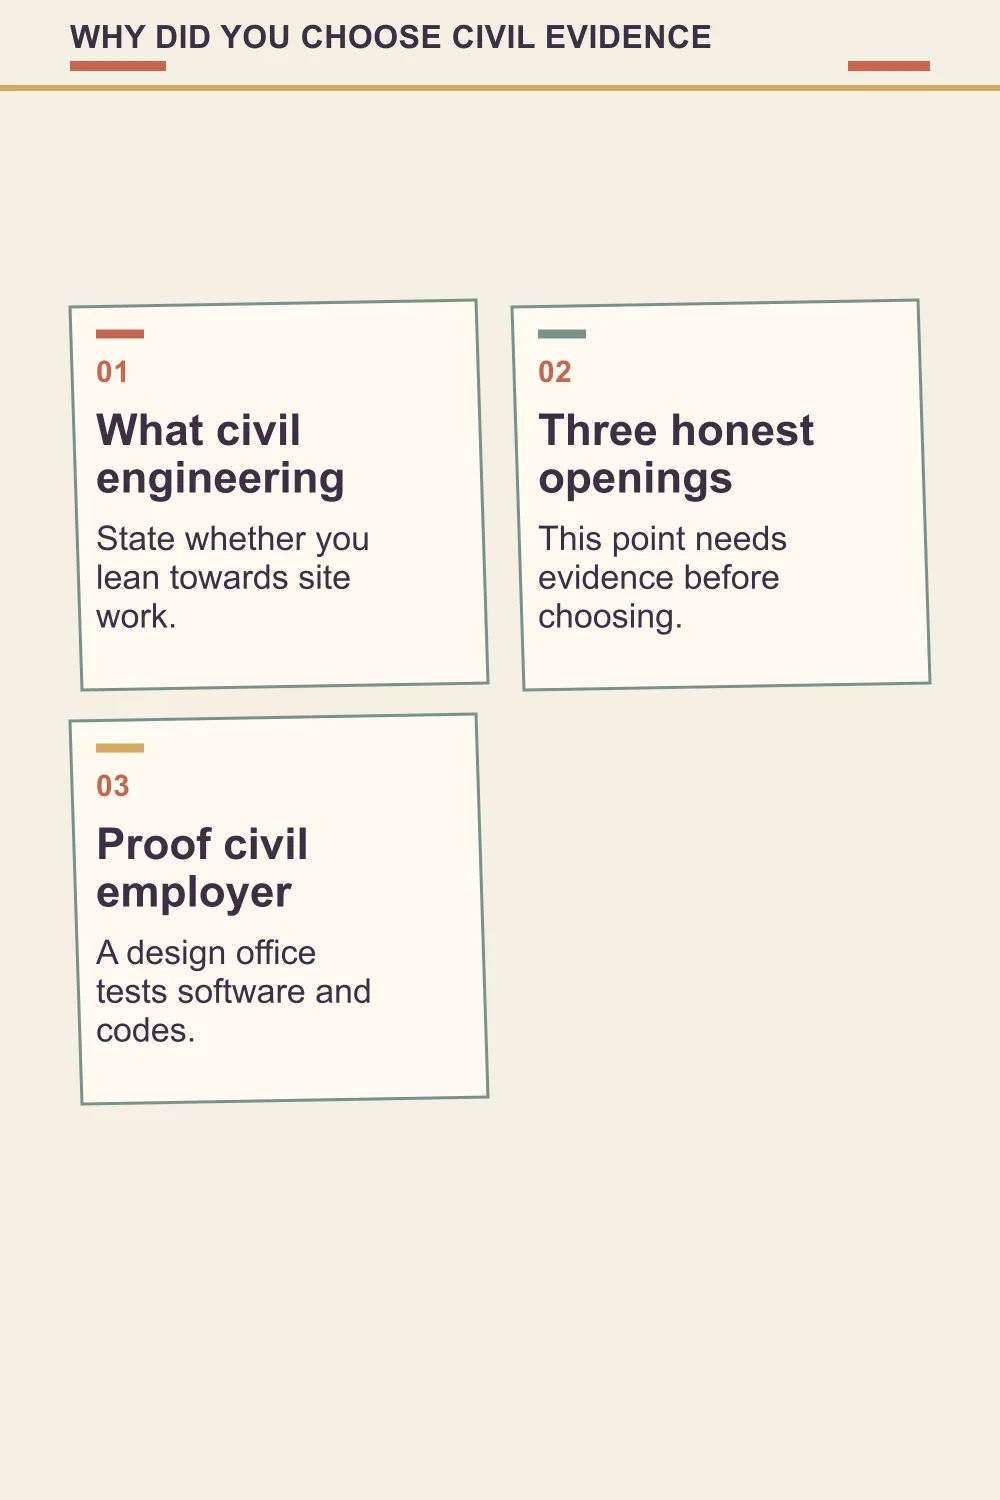 WHY DID YOU CHOOSE CIVIL EVIDENCE
01
What civil
engineering
State whether you
lean towards site
work.
02
Three honest
openings
This point needs
evidence before
choosing.
03
Proof civil
employer
A design office
tests software and
codes.